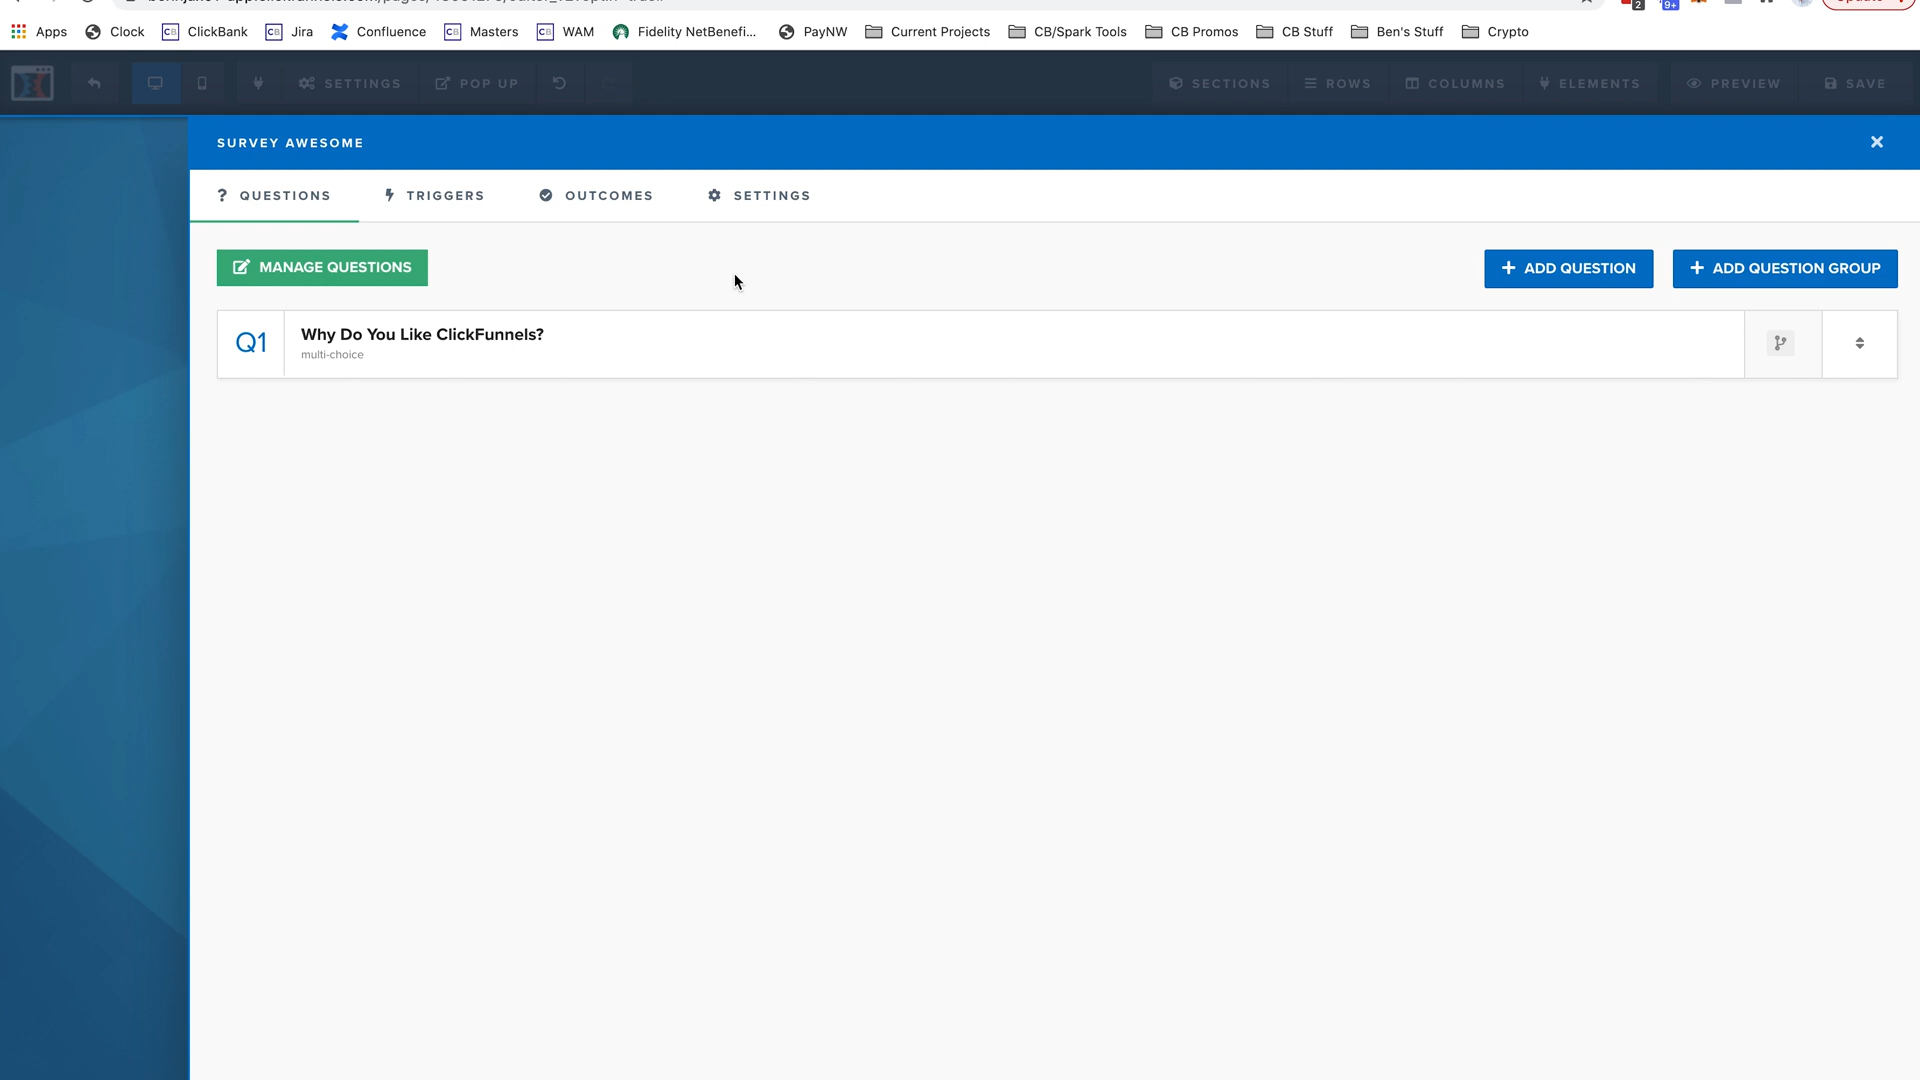 Apps Clock ClickBank Jira Confluence Masters WAM Fidelity NetBenefi... PayNW Current Projects CB/Spark Tools CB Promos CB Stuff Ben's Stuff Crypto
2 9+
SETTINGS POP UP SECTIONS ROWS COLUMNS ELEMENTS PREVIEW SAVE
SURVEY AWESOME
QUESTIONS TRIGGERS OUTCOMES SETTINGS
MANAGE QUESTIONS + ADD QUESTION + ADD QUESTION GROUP
Q1 Why Do You Like ClickFunnels?
multi-choice